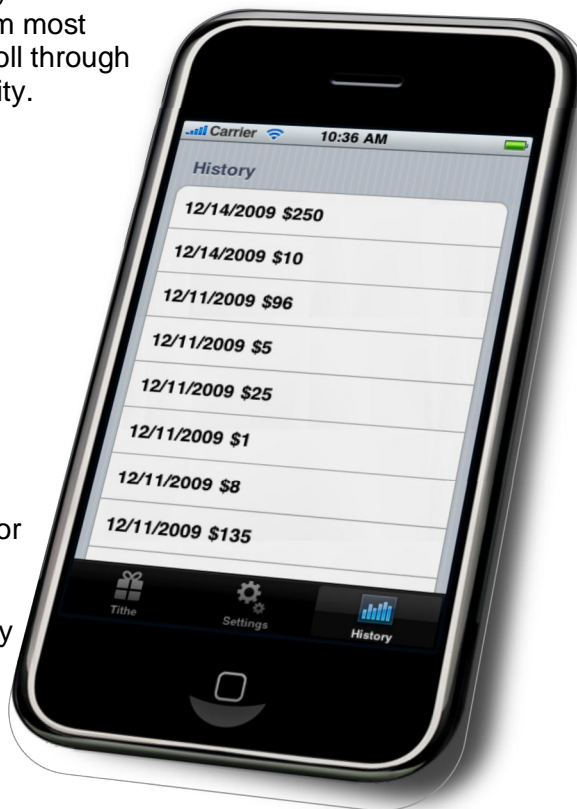 m most
oll through
ity.
Carrier 10:36 AM
History
12/14/2009 $250
12/14/2009 $10
12/11/2009 $96
12/11/2009 $5
12/11/2009 $25
12/11/2009 $1
12/11/2009 $8
12/11/2009 $135
or
y
Tithe Settings History